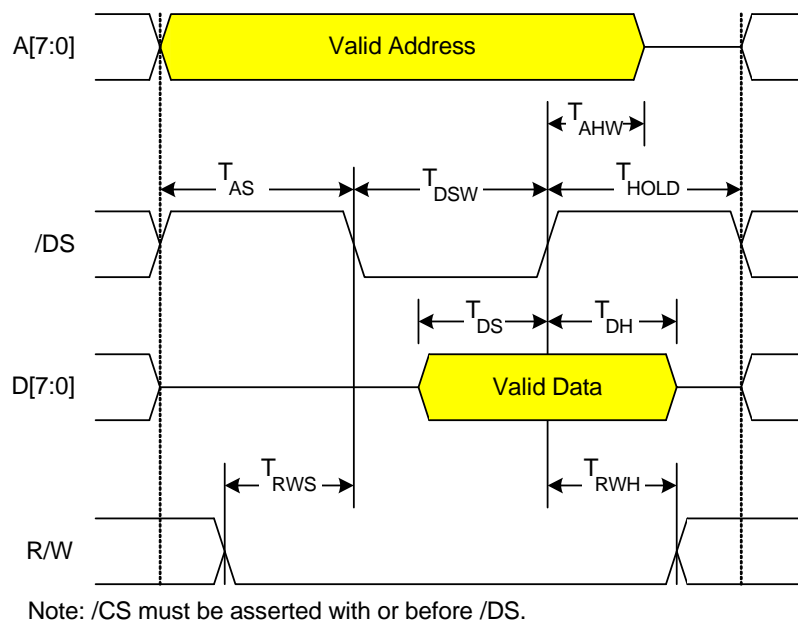 A[7:0]
Valid Address
TAHW
TAS
TDSW
THOLD
/DS
TDS
TDH
D[7:0]
Valid Data
TRWS
TRWH
R/W
Note: /CS must be asserted with or before /DS.